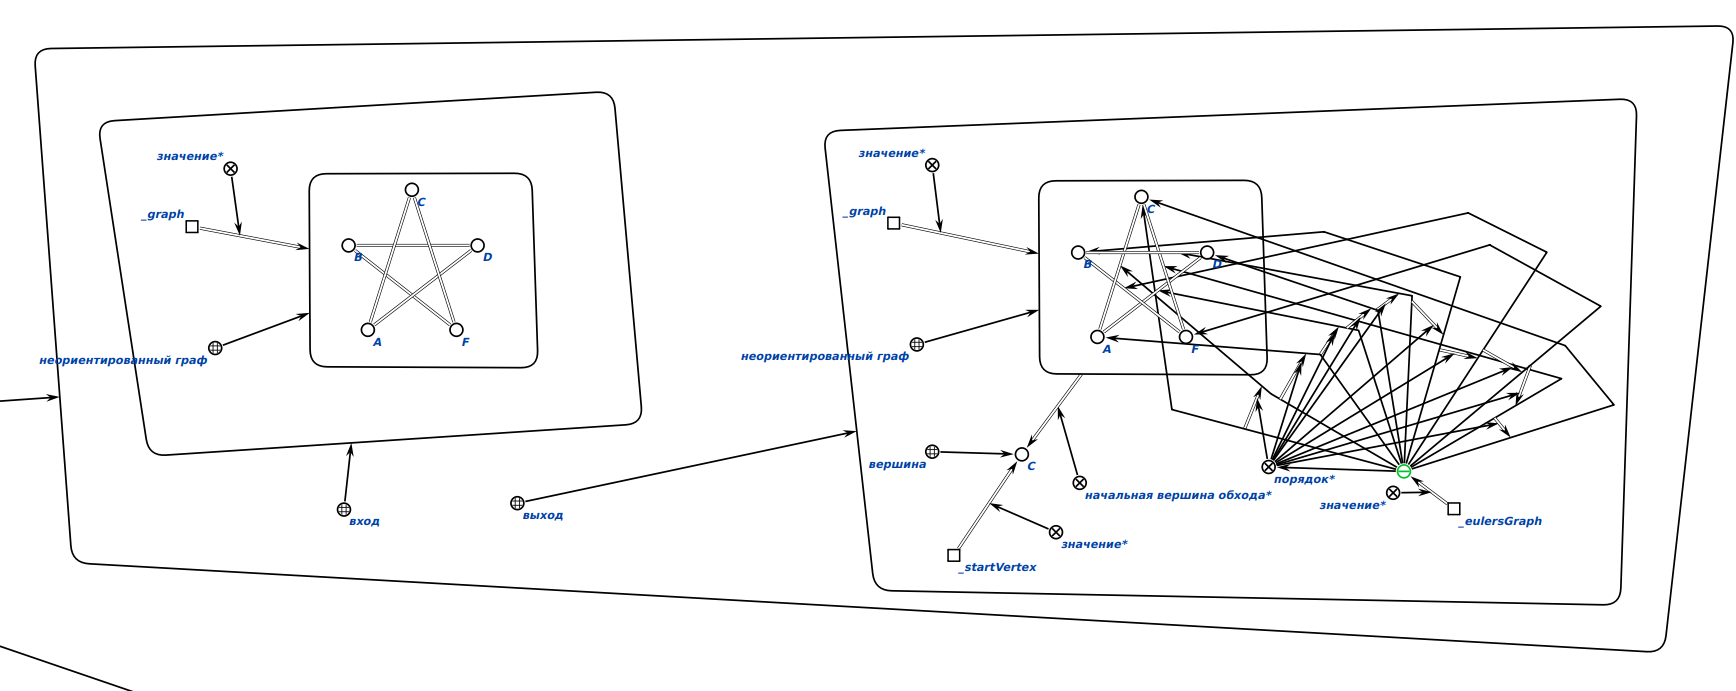 значение*
_graph
C
B
D
A
F
неориентированный граф
вход
выход
значение*
_graph
C
B
D
A
F
неориентированный граф
вершина
C
начальная вершина обхода*
порядок*
значение*
_eulersGraph
значение*
_startVertex